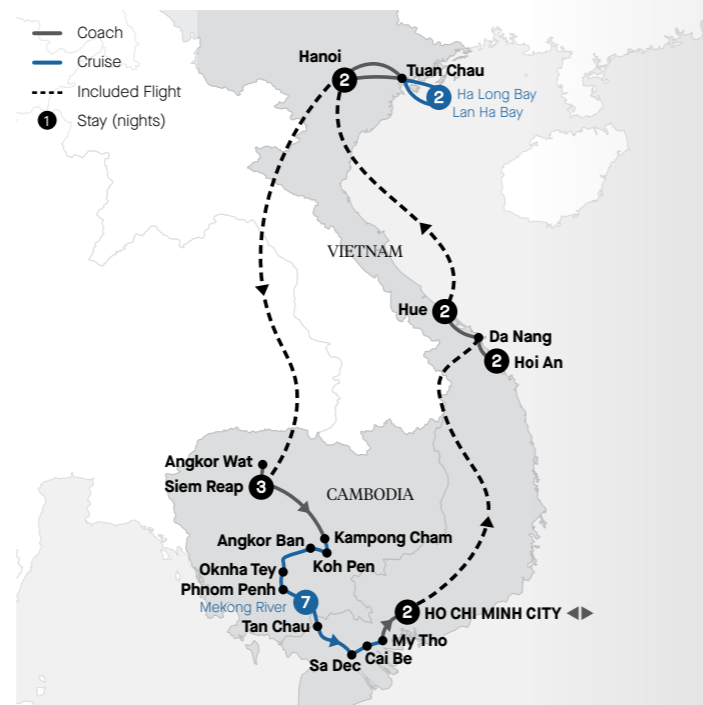 Coach
Cruise
Included Flight
1 Stay (nights)
Hanoi
2
Tuan Chau
2
Ha Long Bay
Lan Ha Bay
VIETNAM
Hue
2
Da Nang
2
Hoi An
Angkor Wat
Siem Reap
3
CAMBODIA
Kampong Cham
Angkor Ban
Koh Pen
Oknha Tey
Phnom Penh
Mekong River
7
Tan Chau
2
HO CHI MINH CITY
My Tho
Cai Be
Sa Dec